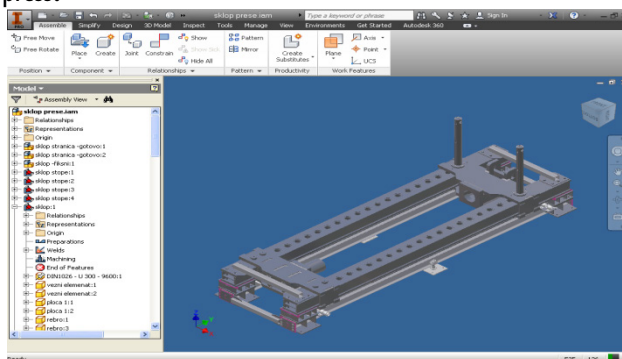 press.
sklop prese.iam
Type a keyword or phrase
Sign In
Assemble Simplify Design 3D Model Inspect Tools Manage View Environments Get Started Autodesk 360
Free Move
Free Rotate
Place
Create
Joint
Constrain
Show
Show Sick
Hide All
Pattern
Mirror
Create
Substitutes
Plane
Axis
Point
UCS
Position
Component
Relationships
Pattern
Productivity
Work Features
Model
Assembly View
sklop prese.iam
Relationships
Representations
Origin
sklop stranica -gotovo:1
sklop stranica -gotovo:2
sklop -fiksni:1
sklop stope:1
sklop stope:2
sklop stope:3
sklop stope:4
sklop:1
Relationships
Representations
Origin
Preparations
Welds
Machining
End of Features
DIN1026 - U 300 - 9600:1
vezni elemenat:1
vezni elemenat:2
ploca 1:1
ploca 1:2
rebro:1
rebro:3